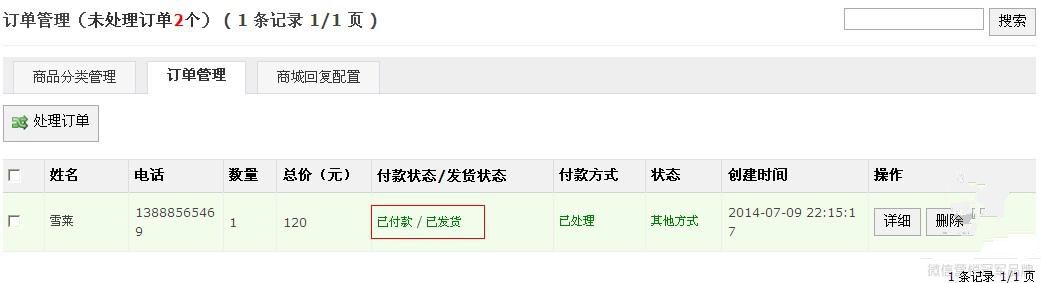 订单管理（未处理订单2个）( 1 条记录 1/1 页 )
搜索
商品分类管理 订单管理 商城回复配置
处理订单
姓名 电话 数量 总价（元） 付款状态/发货状态 付款方式 状态 创建时间 操作
雪菜 1388856546 1 120 已付款 / 已发货 已处理 其他方式 2014-07-09 22:15:1 详细 删除
9 7
1 条记录 1/1 页